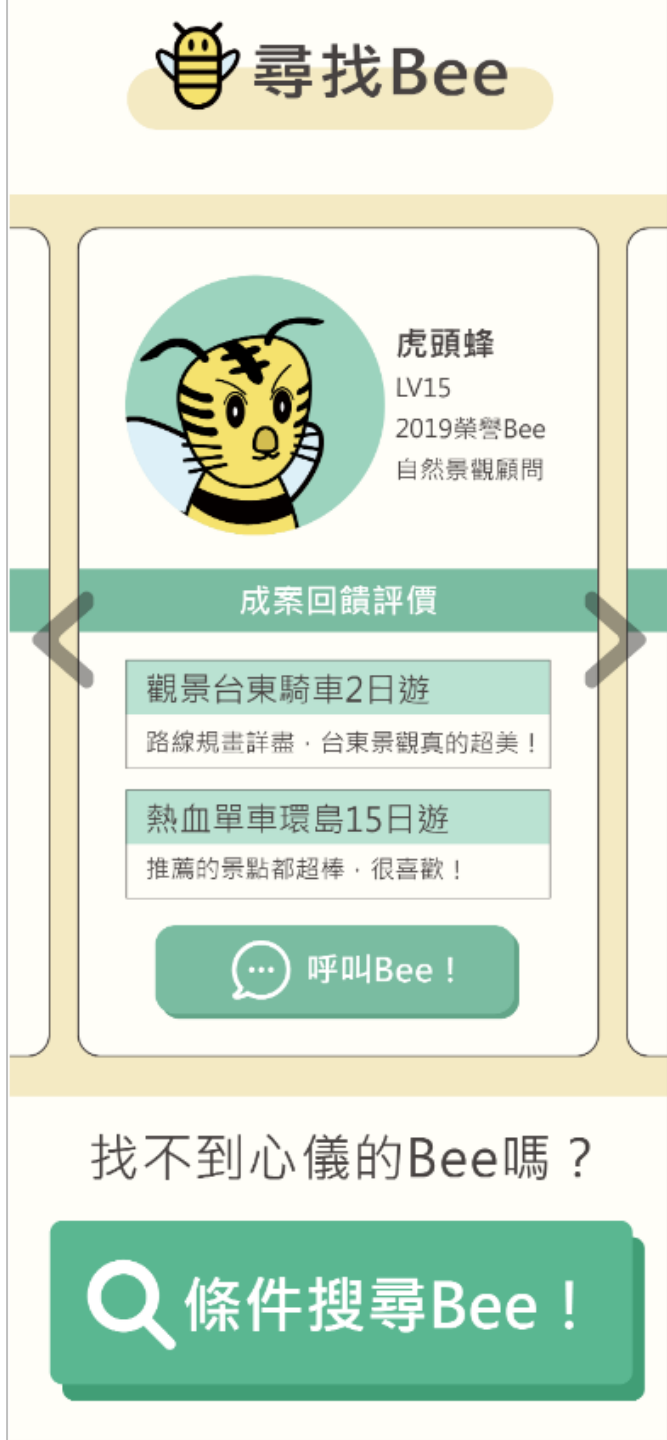 尋找Bee
虎頭蜂
LV15
2019榮譽Bee
自然景觀顧問
成案回饋評價
觀景台東騎車2日遊
路線規畫詳盡，台東景觀真的超美！
熱血單車環島15日遊
推薦的景點都超棒，很喜歡！
呼叫Bee！
找不到心儀的Bee嗎？
條件搜尋Bee！